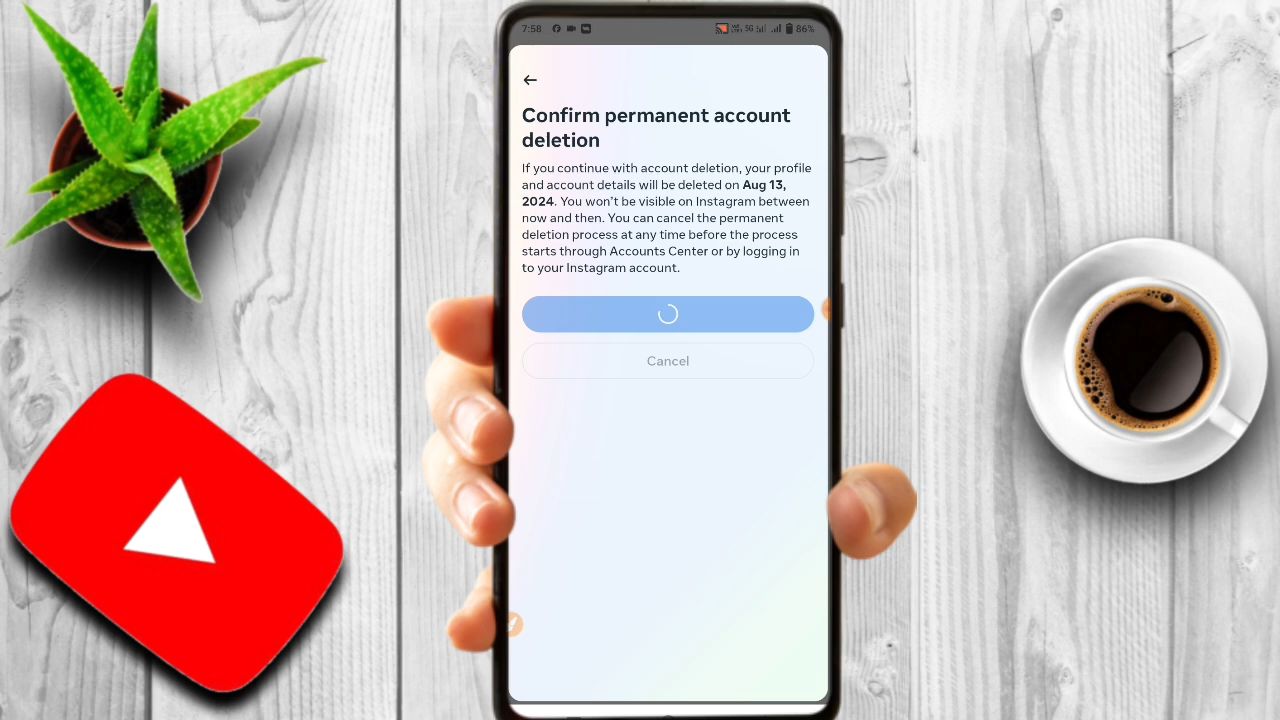 7:58 5G 86%
Confirm permanent account
deletion
If you continue with account deletion, your profile
and account details will be deleted on Aug 13,
2024. You won't be visible on Instagram between
now and then. You can cancel the permanent
deletion process at any time before the process
starts through Accounts Center or by logging in
to your Instagram account.
Cancel